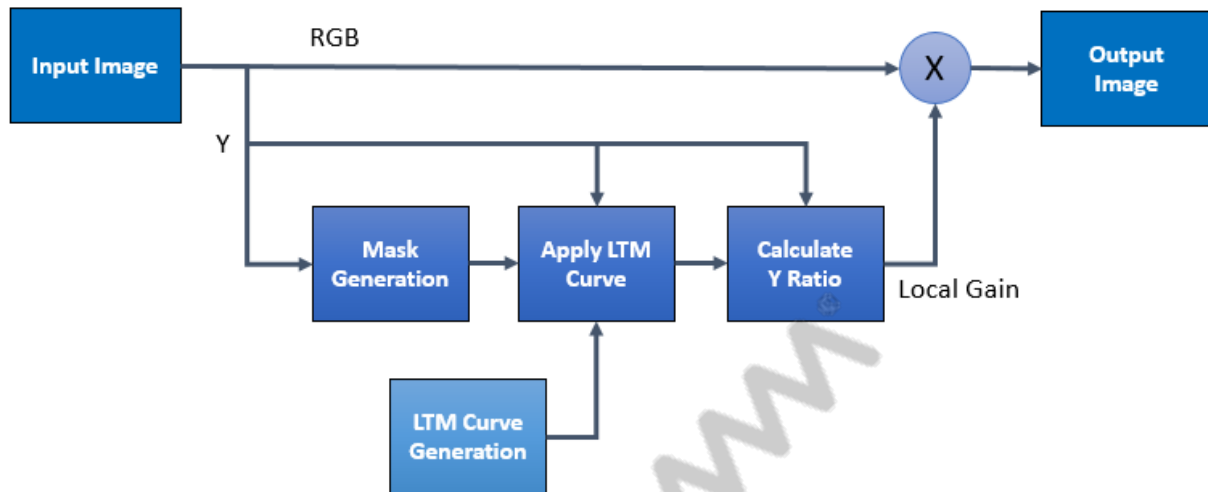 RGB
Input Image
X
Output
Image
Y
Mask
Generation
Apply LTM
Curve
Calculate
Y Ratio
Local Gain
LTM Curve
Generation